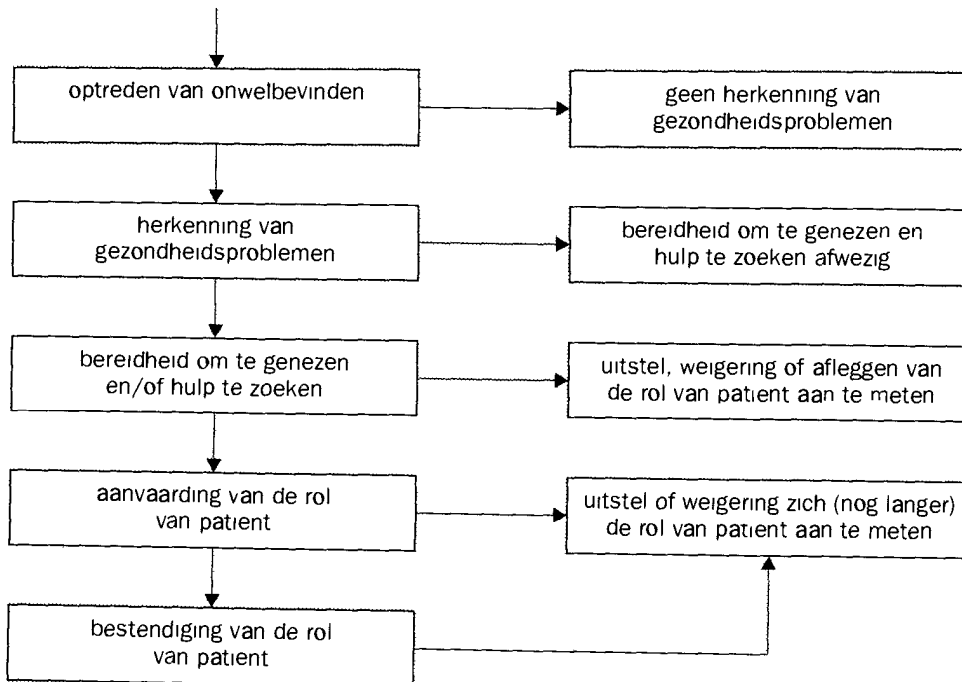 optreden van onwelbevinden
geen herkenning van
gezondheidsproblemen
herkenning van
gezondheidsproblemen
bereidheid om te genezen en
hulp te zoeken afwezig
bereidheid om te genezen
en/of hulp te zoeken
uitstel, weigering of afleggen van
de rol van patient aan te meten
aanvaarding van de rol
van patient
uitstel of weigering zich (nog langer)
de rol van patient aan te meten
bestendiging van de rol
van patient